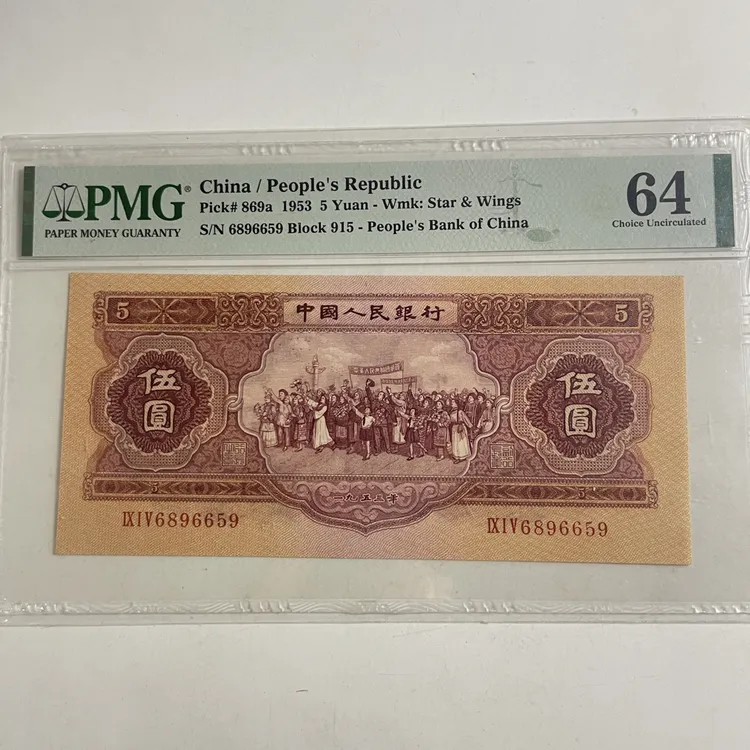 PMG®
PAPER MONEY GUARANTY
China / People's Republic
Pick# 869a 1953 5 Yuan - Wmk: Star & Wings
S/N 6896659 Block 915 - People's Bank of China
64
Choice Uncirculated
5
中國人民銀行
5
伍圓
伍圓
5
一九五三年
5
IXIV6896659
IXIV6896659